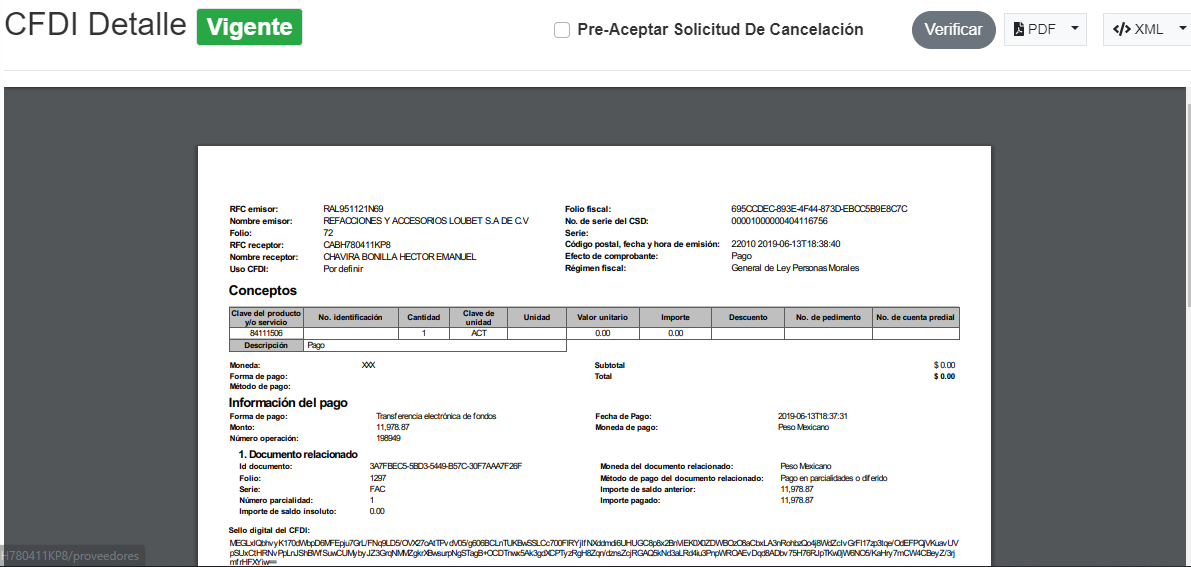 CFDI Detalle Vigente
Pre-Aceptar Solicitud De Cancelación
Verificar
PDF
</> XML
RFC emisor: RAL951121N69
Nombre emisor: REFACCIONES Y ACCESORIOS LOUBET S.A DE C.V
Folio: 72
RFC receptor: CABH780411KP8
Nombre receptor: CHAVIRA BONILLA HECTOR EMANUEL
Uso CFDI: Por definir
Folio fiscal: 695CCDEC-893E-4F44-873D-EBCC5B9E8C7C
No. de serie del CSD: 00001000000404116756
Serie:
Código postal, fecha y hora de emisión: 22010 2019-06-13T18:38:40
Efecto de comprobante: Pago
Régimen fiscal: General de Ley Personas Morales
Conceptos
Clave del producto y/o servicio No. identificación Cantidad Clave de unidad Unidad Valor unitario Importe Descuento No. de pedimento No. de cuenta predial
84111506 1 ACT 0.00 0.00
Descripción Pago
Moneda: XXX
Forma de pago:
Método de pago:
Subtotal $ 0.00
Total $ 0.00
Información del pago
Forma de pago: Transferencia electrónica de fondos
Monto: 11,978.87
Número operación: 198949
Fecha de Pago: 2019-06-13T18:37:31
Moneda de pago: Peso Mexicano
1. Documento relacionado
Id documento: 3A7FBEC5-5BD3-5449-B57C-30F7AAA7F26F
Folio: 1297
Serie: FAC
Número parcialidad: 1
Importe de saldo insoluto: 0.00
Moneda del documento relacionado: Peso Mexicano
Método de pago del documento relacionado: Pago en parcialidades o diferido
Importe de saldo anterior: 11,978.87
Importe pagado: 11,978.87
Sello digital del CFDI:
H780411KP8/proveedores